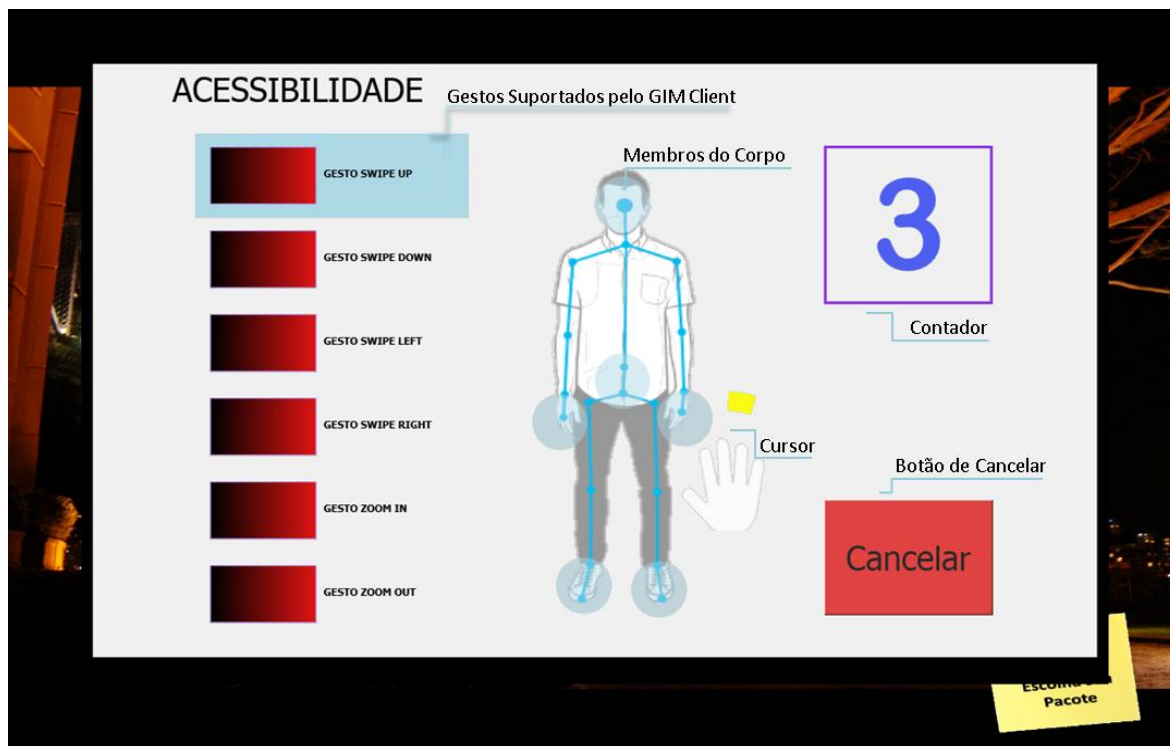 ACESSIBILIDADE
Gestos Suportados pelo GIM Client
GESTO SWIPE UP
GESTO SWIPE DOWN
GESTO SWIPE LEFT
GESTO SWIPE RIGHT
GESTO ZOOM IN
GESTO ZOOM OUT
Membros do Corpo
3
Contador
Cursor
Botão de Cancelar
Cancelar
Pacote